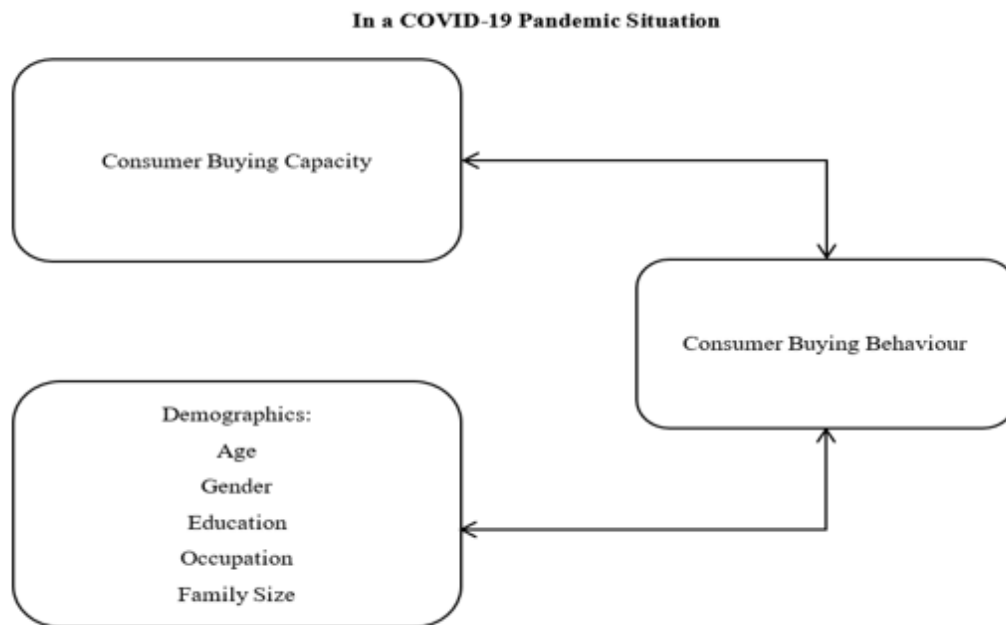 In a COVID-19 Pandemic Situation
Consumer Buying Capacity
Consumer Buying Behaviour
Demographics:
Age
Gender
Education
Occupation
Family Size